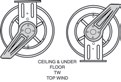 CEILING & UNDER
FLOOR
TW
TOP WIND